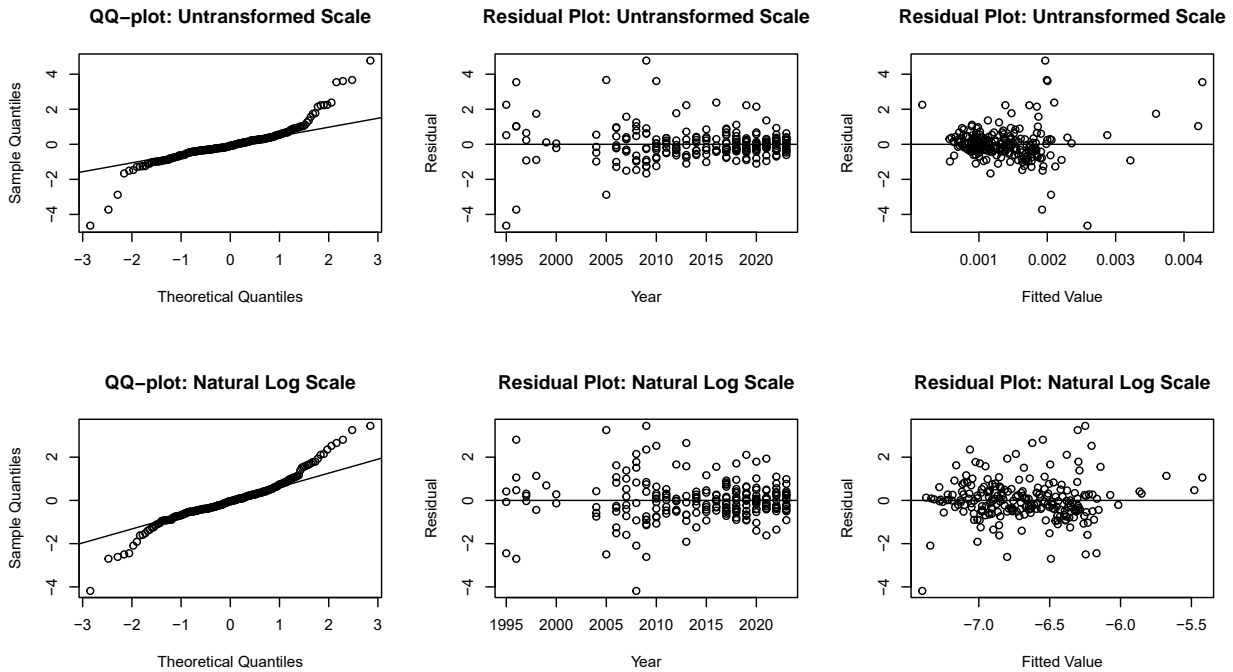 QQ−plot: Untransformed Scale
Sample Quantiles
4
2
0
−2
−4
−3 −2 −1 0 1 2 3
Theoretical Quantiles
Residual Plot: Untransformed Scale
Residual
4
2
0
−2
−4
1995 2000 2005 2010 2015 2020
Year
Residual Plot: Untransformed Scale
Residual
4
2
0
−2
−4
0.001 0.002 0.003 0.004
Fitted Value
QQ−plot: Natural Log Scale
Sample Quantiles
2
0
−2
−4
−3 −2 −1 0 1 2 3
Theoretical Quantiles
Residual Plot: Natural Log Scale
Residual
2
0
−2
−4
1995 2000 2005 2010 2015 2020
Year
Residual Plot: Natural Log Scale
Residual
2
0
−2
−4
−7.0 −6.5 −6.0 −5.5
Fitted Value